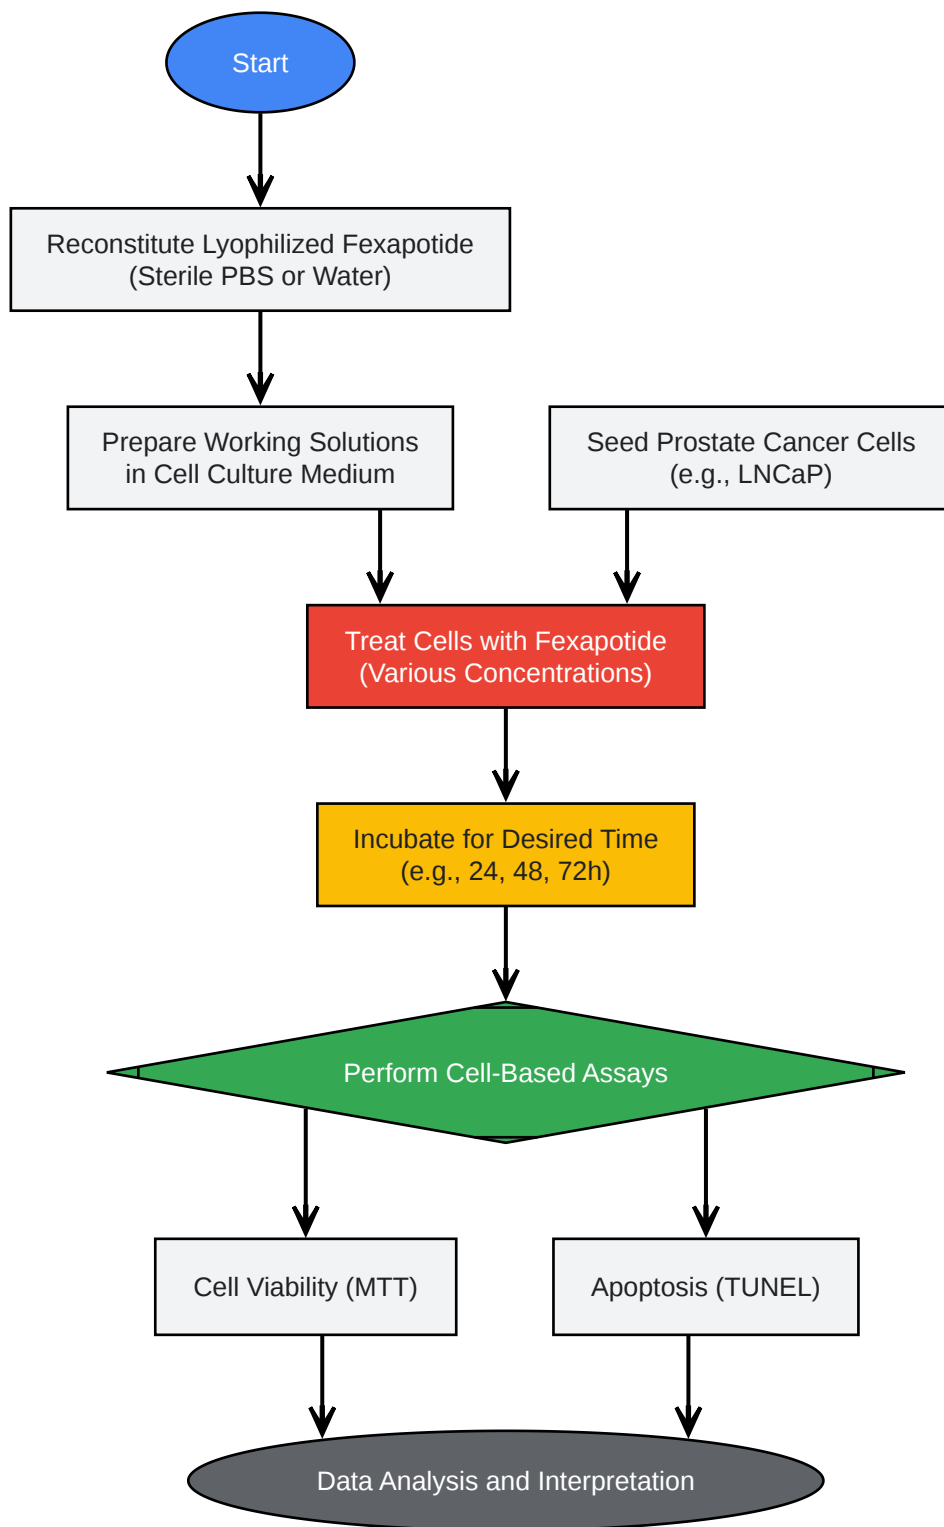 Start
Reconstitute Lyophilized Fexapotide
(Sterile PBS or Water)
Prepare Working Solutions
in Cell Culture Medium
Seed Prostate Cancer Cells
(e.g., LNCaP)
Treat Cells with Fexapotide
(Various Concentrations)
Incubate for Desired Time
(e.g., 24, 48, 72h)
Perform Cell-Based Assays
Cell Viability (MTT)
Apoptosis (TUNEL)
Data Analysis and Interpretation